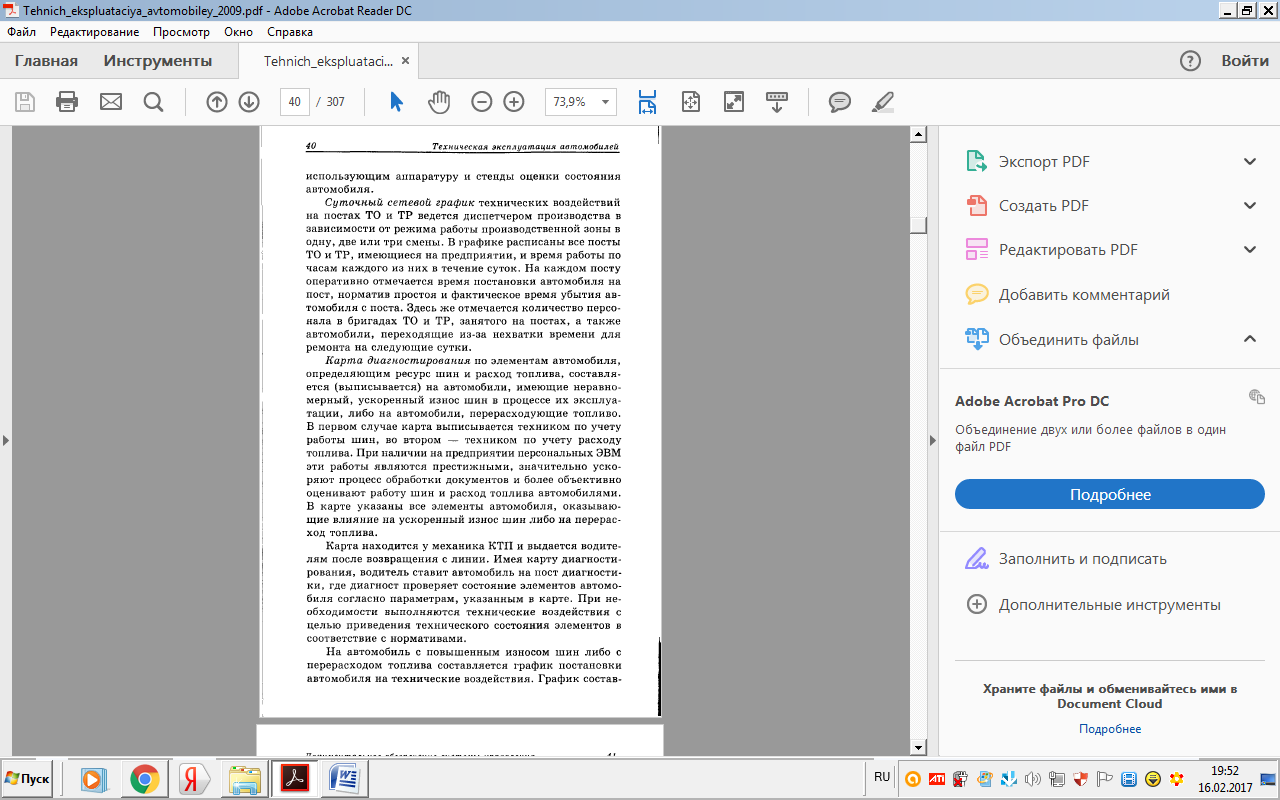 Tehnich_ekspluataciya_avtomobiley_2009.pdf - Adobe Acrobat Reader DC
Файл Редактирование Просмотр Окно Справка
Главная Инструменты Tehnich_ekspluataci... × Войти
40 / 307 73,9%
40 Техническая эксплуатация автомобилей
использующим аппаратуру и стенды оценки состояния
автомобиля.
Суточный сетевой график технических воздействий
на постах ТО и ТР ведется диспетчером производства в
зависимости от режима работы производственной зоны в
одну, две или три смены. В графике расписаны все посты
ТО и ТР, имеющиеся на предприятии, и время работы по
часам каждого из них в течение суток. На каждом посту
оперативно отмечается время постановки автомобиля на
пост, норматив простоя и фактическое время убытия ав-
томобиля с поста. Здесь же отмечается количество персо-
нала в бригадах ТО и ТР, занятого на постах, а также
автомобили, переходящие из-за нехватки времени для
ремонта на следующие сутки.
Карта диагностирования по элементам автомобиля,
определяющим ресурс шин и расход топлива, составля-
ется (выписывается) на автомобили, имеющие неравно-
мерный, ускоренный износ шин в процессе их эксплуа-
тации, либо на автомобили, перерасходующие топливо.
В первом случае карта выписывается техником по учету
работы шин, во втором — техником по учету расходу
топлива. При наличии на предприятии персональных ЭВМ
эти работы являются престижными, значительно уско-
ряют процесс обработки документов и более объективно
оценивают работу шин и расход топлива автомобилями.
В карте указаны все элементы автомобиля, оказываю-
щие влияние на ускоренный износ шин либо на перерас-
ход топлива.
Карта находится у механика КТП и выдается водите-
лям после возвращения с линии. Имея карту диагности-
рования, водитель ставит автомобиль на пост диагности-
ки, где диагност проверяет состояние элементов автомо-
биля согласно параметрам, указанным в карте. При не-
обходимости выполняются технические воздействия с
целью приведения технического состояния элементов в
соответствие с нормативами.
На автомобиль с повышенным износом шин либо с
перерасходом топлива составляется график постановки
автомобиля на технические воздействия. График состав-
Экспорт PDF
Создать PDF
Редактировать PDF
Добавить комментарий
Объединить файлы
Adobe Acrobat Pro DC
Объединение двух или более файлов в один
файл PDF
Подробнее
Заполнить и подписать
Дополнительные инструменты
Храните файлы и обменивайтесь ими в
Document Cloud
Подробнее
Пуск RU 19:52
16.02.2017